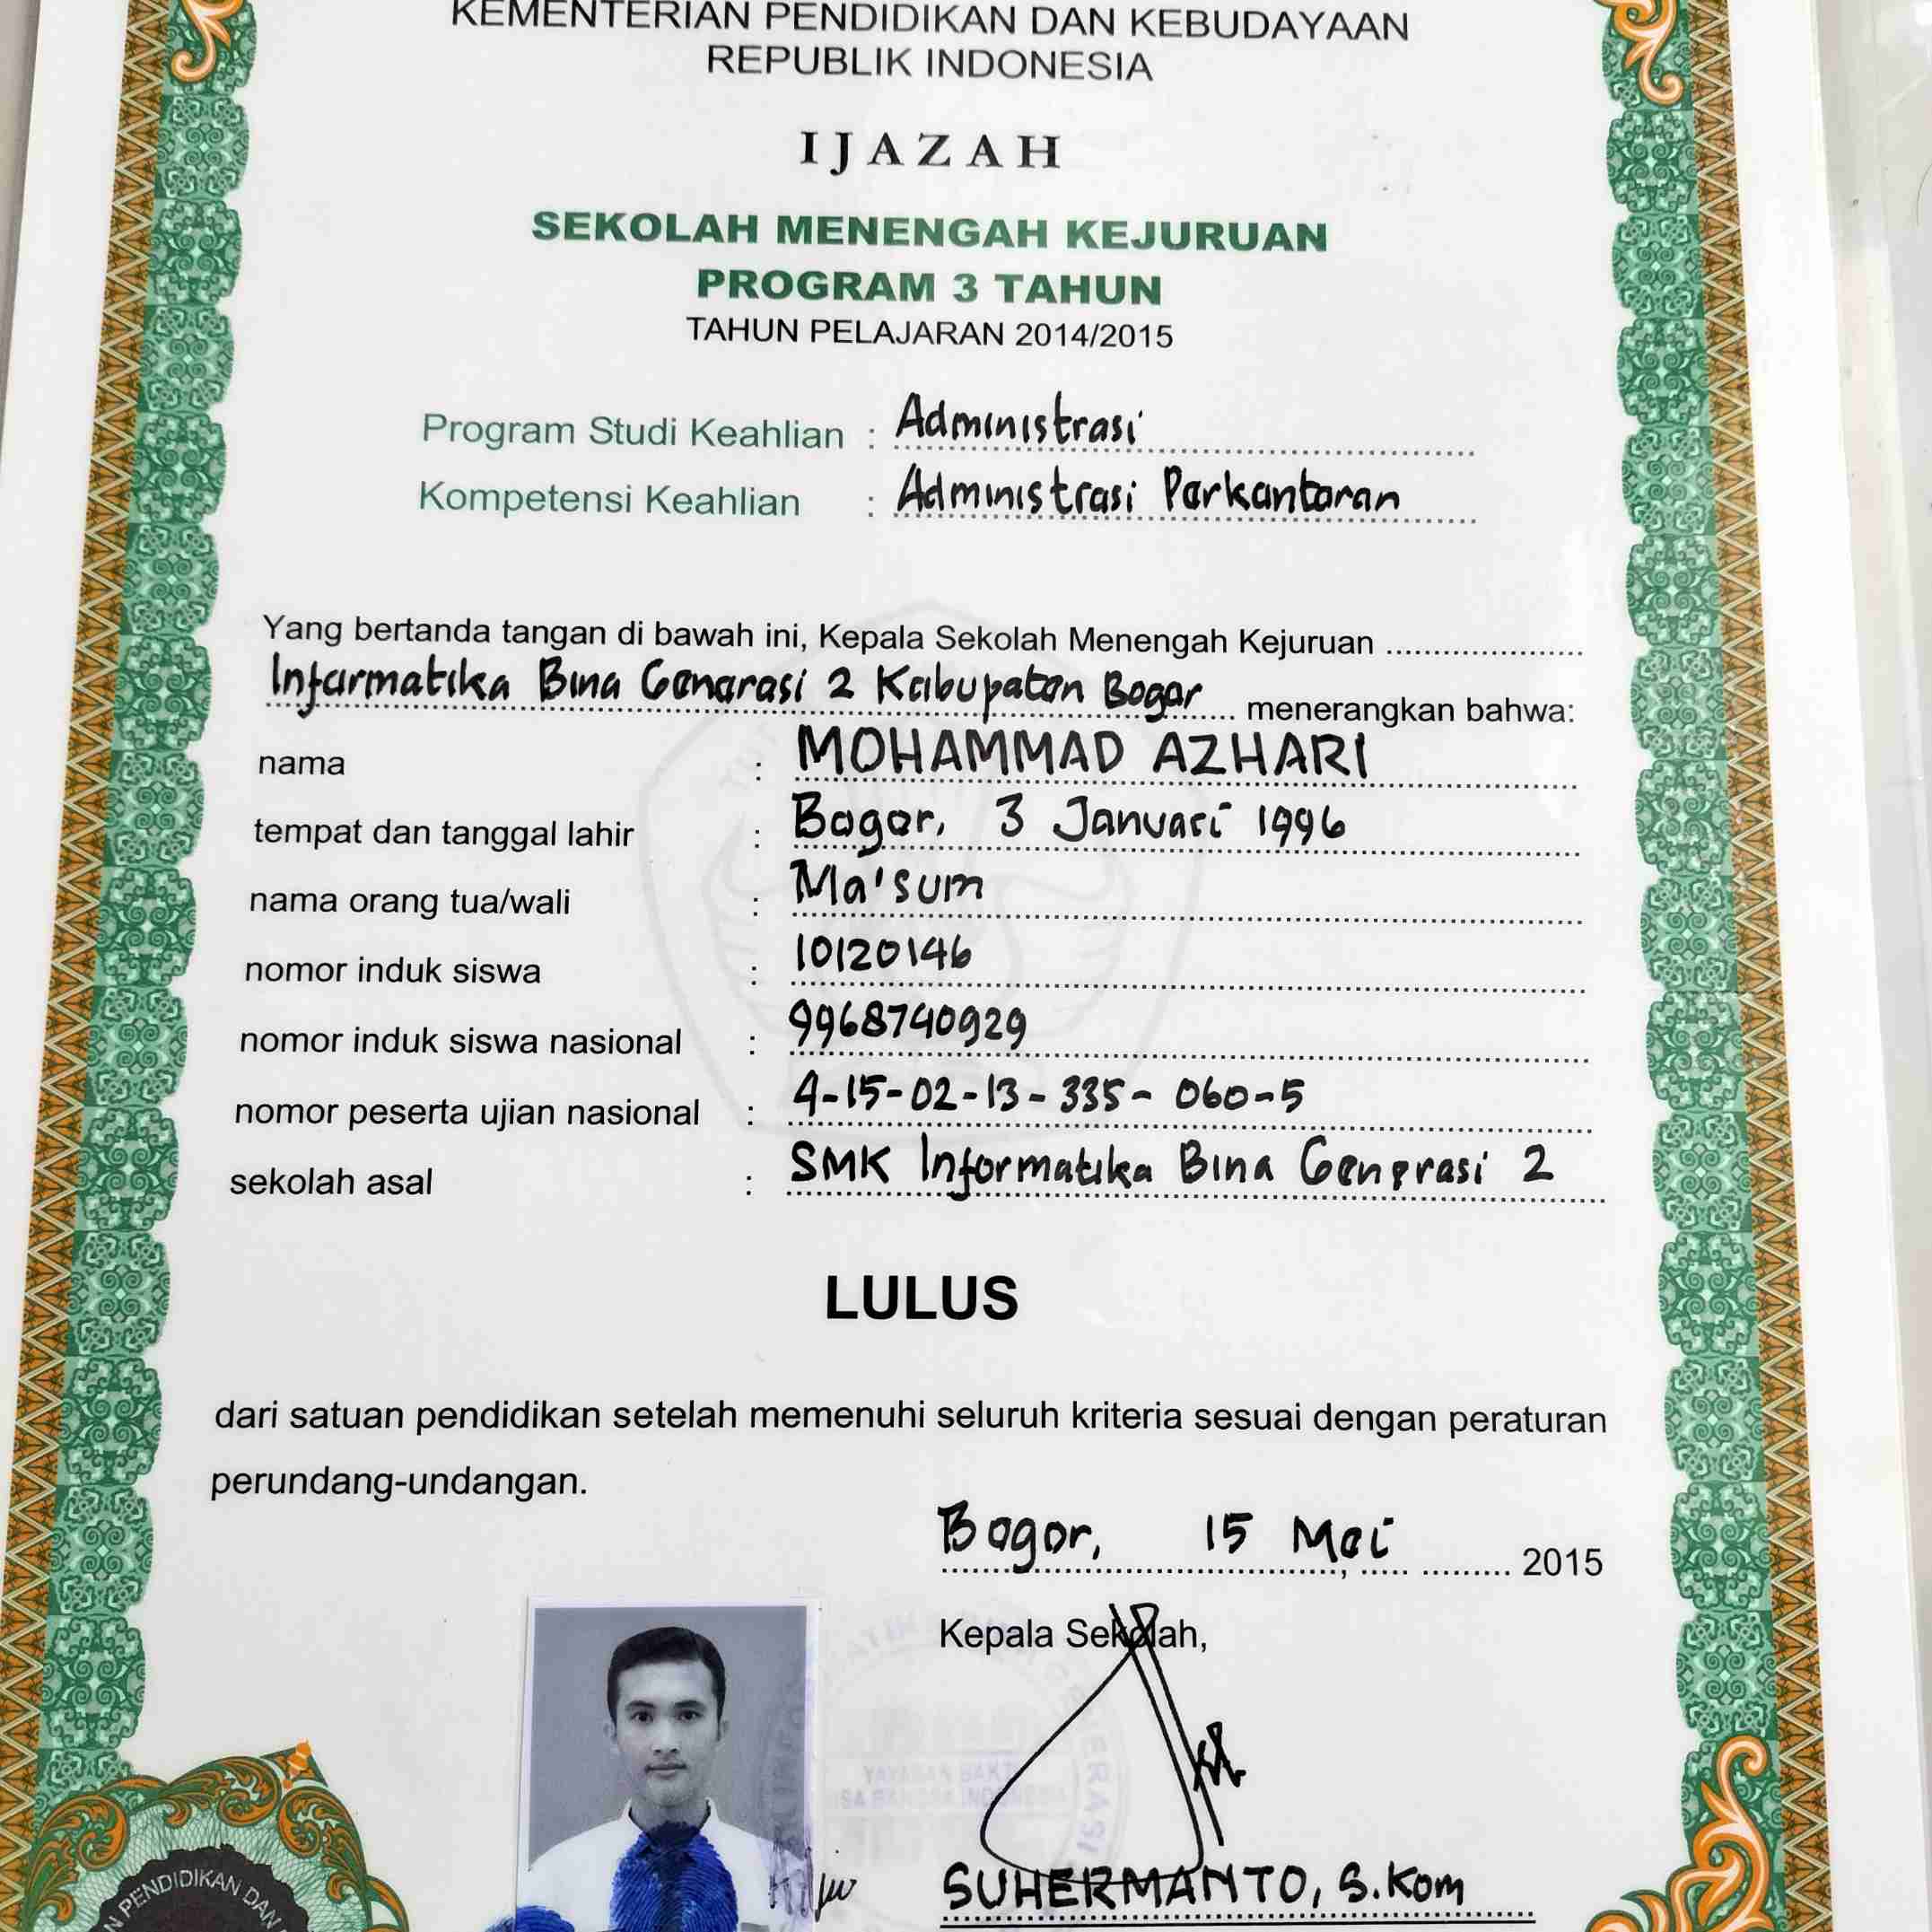 KEMENTERIAN PENDIDIKAN DAN KEBUDAYAAN
REPUBLIK INDONESIA
IJAZAH
SEKOLAH MENENGAH KEJURUAN
PROGRAM 3 TAHUN
TAHUN PELAJARAN 2014/2015
Program Studi Keahlian : Administrasi
Kompetensi Keahlian : Administrasi Perkantoran
Yang bertanda tangan di bawah ini, Kepala Sekolah Menengah Kejuruan
Informatika Bina Generasi 2 Kabupaten Bogor menerangkan bahwa:
nama : MOHAMMAD AZHARI
tempat dan tanggal lahir : Bogor, 3 Januari 1996
nama orang tua/wali : Ma'sum
nomor induk siswa : 10120146
nomor induk siswa nasional : 9968740929
nomor peserta ujian nasional : 4-15-02-13-335-060-5
sekolah asal : SMK Informatika Bina Generasi 2
LULUS
dari satuan pendidikan setelah memenuhi seluruh kriteria sesuai dengan peraturan
perundang-undangan.
Bogor, 15 Mei 2015
Kepala Sekolah,
SUHERMANTO, S.Kom
PENDIDIKAN DAN